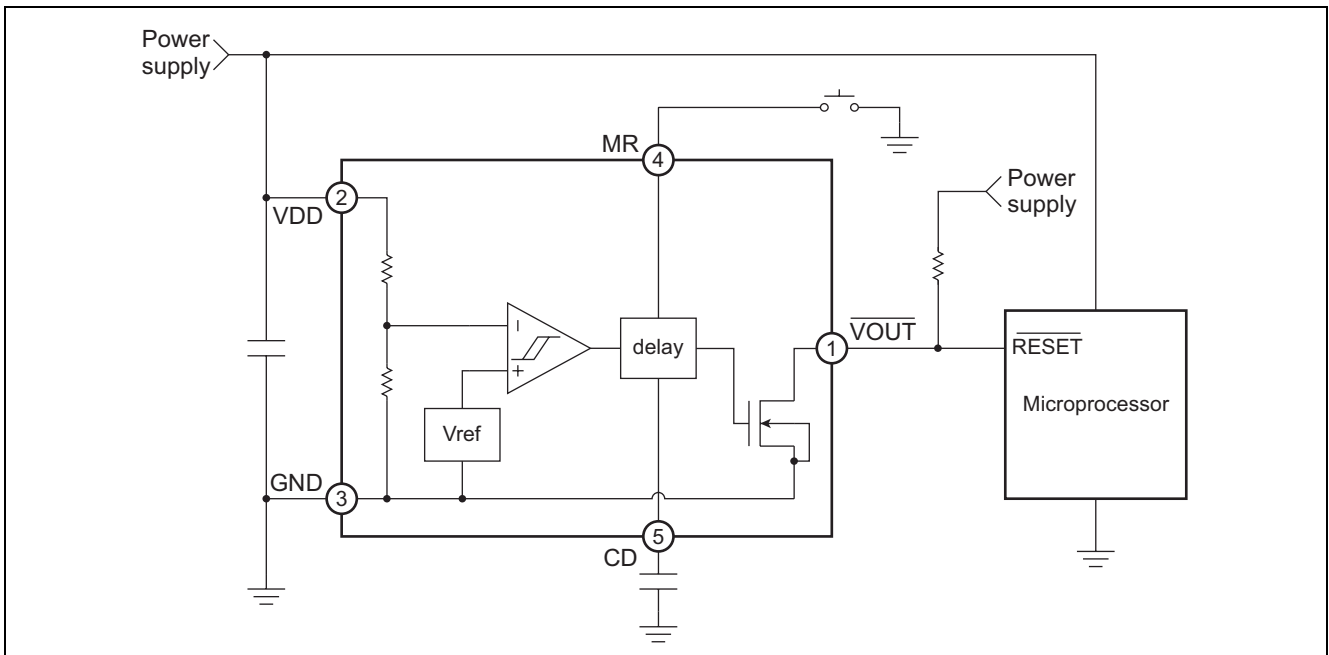 Power
supply
MR
4
2
VDD
Power
supply
–
+
delay
VOUT
1
RESET
Microprocessor
Vref
GND
3
5
CD